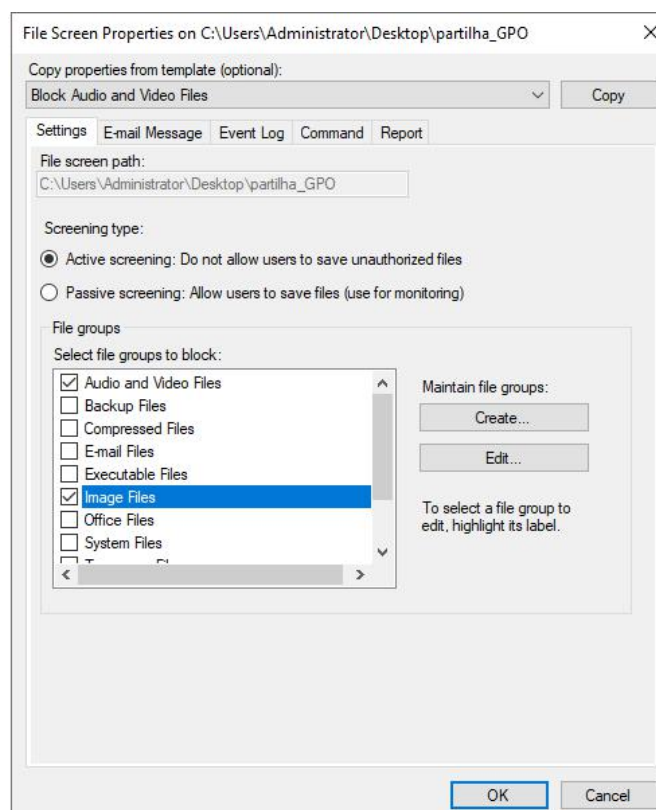 File Screen Properties on C:\Users\Administrator\Desktop\partilha_GPO
Copy properties from template (optional):
Block Audio and Video Files
Copy
Settings E-mail Message Event Log Command Report
File screen path:
C:\Users\Administrator\Desktop\partilha_GPO
Screening type:
Active screening: Do not allow users to save unauthorized files
Passive screening: Allow users to save files (use for monitoring)
File groups
Select file groups to block:
Audio and Video Files
Backup Files
Compressed Files
E-mail Files
Executable Files
Image Files
Office Files
System Files
Maintain file groups:
Create...
Edit...
To select a file group to
edit, highlight its label.
OK
Cancel